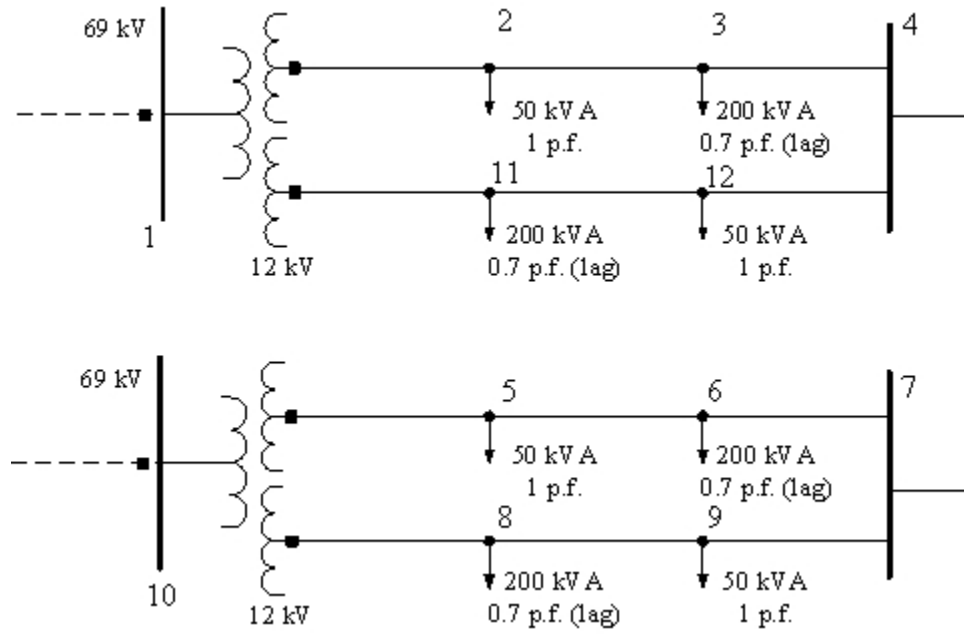 69 kV
2
3
4
50 kVA
1 p.f.
200 kVA
0.7 p.f. (lag)
11
12
1
12 kV
200 kVA
0.7 p.f. (lag)
50 kVA
1 p.f.
69 kV
5
6
7
50 kVA
1 p.f.
200 kVA
0.7 p.f. (lag)
8
9
10
12 kV
200 kVA
0.7 p.f. (lag)
50 kVA
1 p.f.